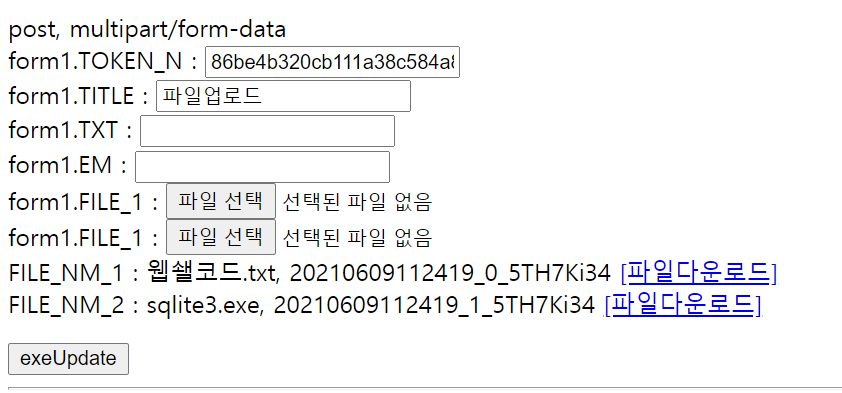 post, multipart/form-data
form1.TOKEN_N : 86be4b320cb111a38c584a8
form1.TITLE : 파일업로드
form1.TXT :
form1.EM :
form1.FILE_1 : 파일 선택 선택된 파일 없음
form1.FILE_1 : 파일 선택 선택된 파일 없음
FILE_NM_1 : 웹쉘코드.txt, 20210609112419_0_5TH7Ki34 [파일다운로드]
FILE_NM_2 : sqlite3.exe, 20210609112419_1_5TH7Ki34 [파일다운로드]
exeUpdate